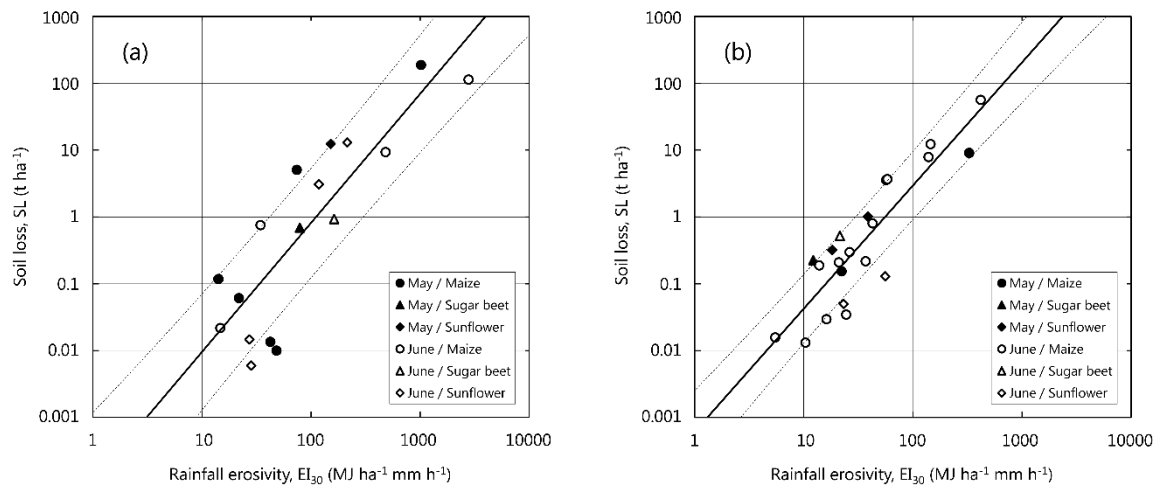 (a)
Soil loss, SL (t ha⁻¹)
1000
100
10
1
0.1
0.01
0.001
May / Maize
May / Sugar beet
May / Sunflower
June / Maize
June / Sugar beet
June / Sunflower
1 10 100 1000 10000
Rainfall erosivity, EI₃₀ (MJ ha⁻¹ mm h⁻¹)
(b)
Soil loss, SL (t ha⁻¹)
1000
100
10
1
0.1
0.01
0.001
May / Maize
May / Sugar beet
May / Sunflower
June / Maize
June / Sugar beet
June / Sunflower
1 10 100 1000 10000
Rainfall erosivity, EI₃₀ (MJ ha⁻¹ mm h⁻¹)